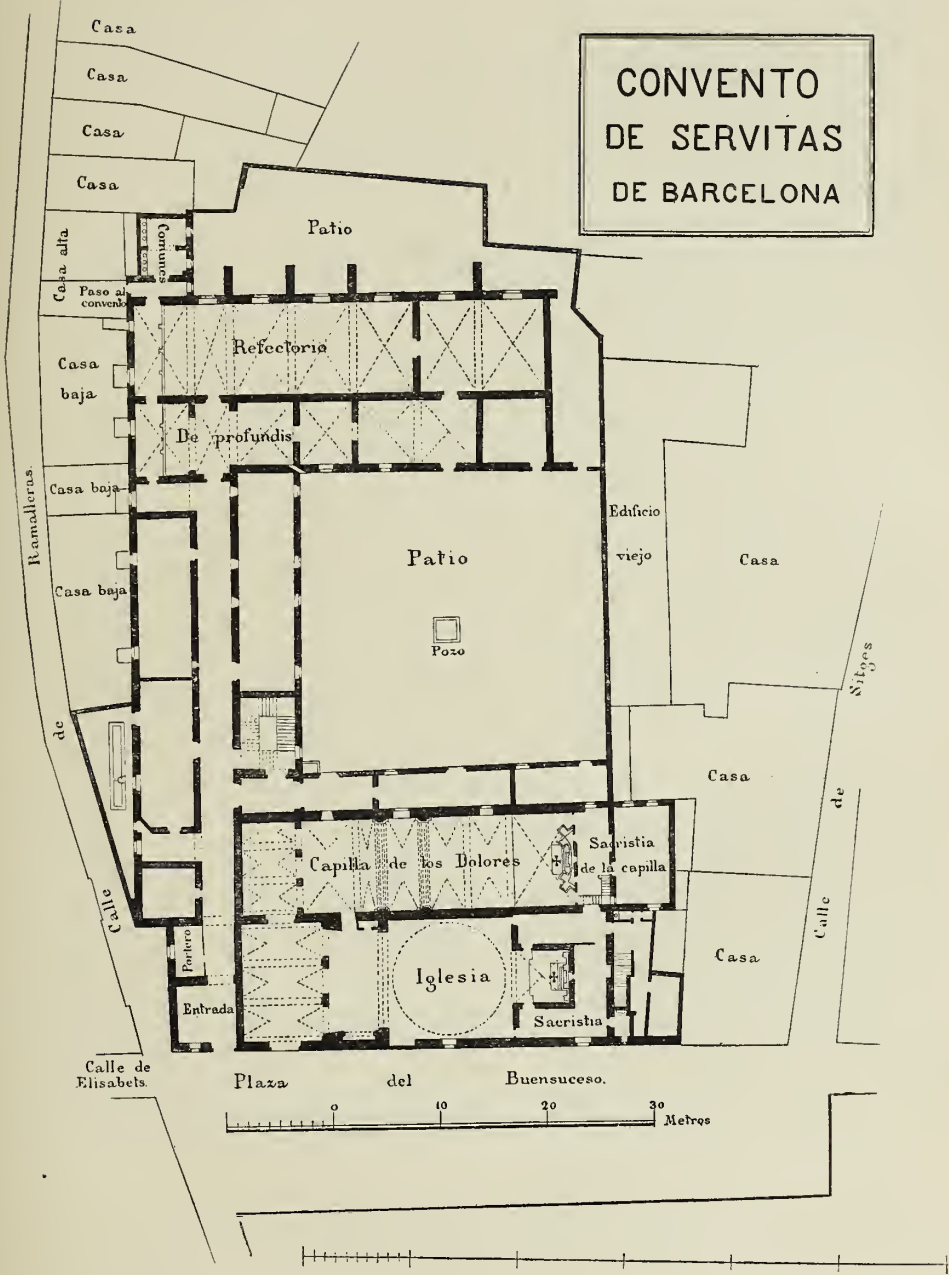 CONVENTO
DE SERVITAS
DE BARCELONA
Casa
Casa
Casa
Casa
Casa alta
Comunes
Patio
Paso al
convento
Refectorio
Casa
baja
De profundis
Casa baja
Ramalleras.
Casa baja
Patio
Pozo
Edificio
viejo
Casa
Sitges
de
Casa
de
Capilla de los Dolores
Sacristia
de la capilla
Calle
Calle
Portero
Iglesia
Casa
Entrada
Sacristia
Calle de
Elisabets.
Plaza del Buensuceso.
0 10 20 30
Metros